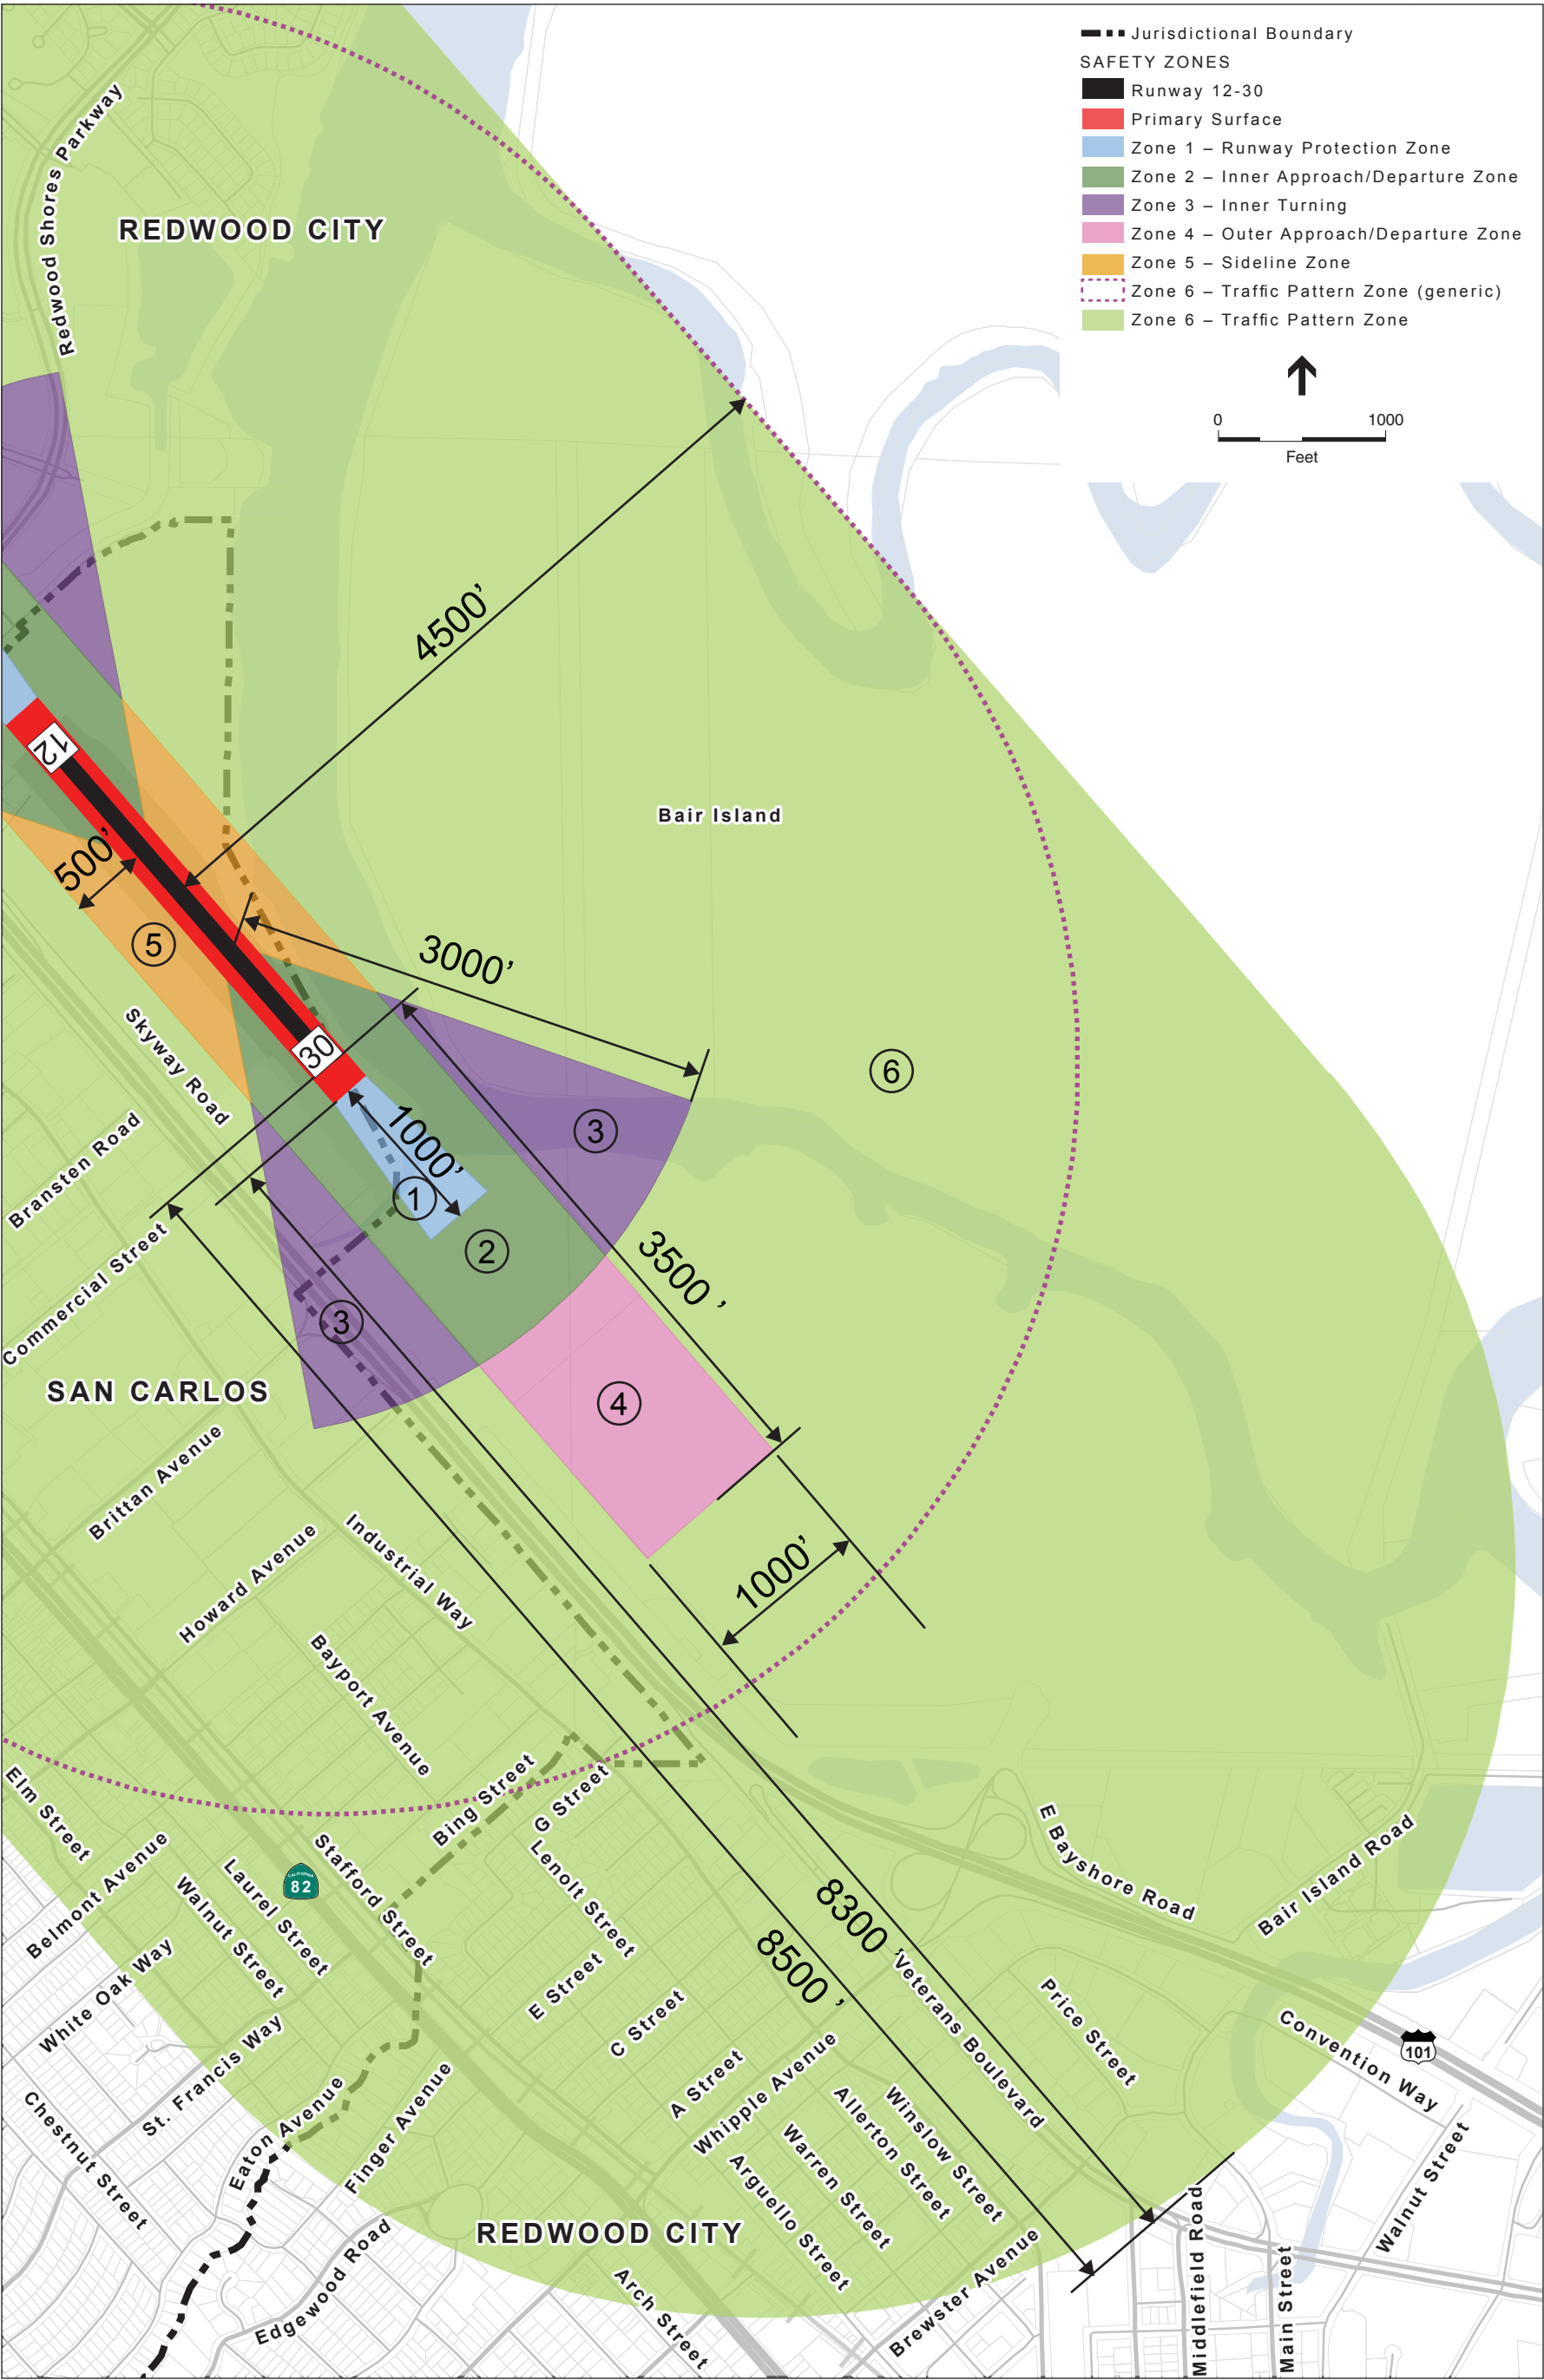 Jurisdictional Boundary
SAFETY ZONES
Runway 12-30
Primary Surface
Zone 1 – Runway Protection Zone
Zone 2 – Inner Approach/Departure Zone
Zone 3 – Inner Turning
Zone 4 – Outer Approach/Departure Zone
Zone 5 – Sideline Zone
Zone 6 – Traffic Pattern Zone (generic)
Zone 6 – Traffic Pattern Zone
0 1000
Feet
Redwood Shores Parkway
REDWOOD CITY
4500’
12
Bair Island
500’
5
3000’
Skyway Road
30
6
Bransten Road
1000’
3
1
Commercial Street
2
3500 ’
3
SAN CARLOS
4
Brittan Avenue
Howard Avenue
Industrial Way
1000’
Bayport Avenue
Elm Street
Bing Street
G Street
Belmont Avenue
Walnut Street
Laurel Street
CALIFORNIA
82
Stafford Street
Lenolt Street
E Bayshore Road
Bair Island Road
8300 ’
8500 ’
White Oak Way
E Street
C Street
Veterans Boulevard
Price Street
Convention Way
101
St. Francis Way
A Street
Whipple Avenue
Chestnut Street
Eaton Avenue
Finger Avenue
Allerton Street
Winslow Street
Warren Street
Arguello Street
Walnut Street
REDWOOD CITY
Edgewood Road
Arch Street
Brewster Avenue
Middlefield Road
Main Street